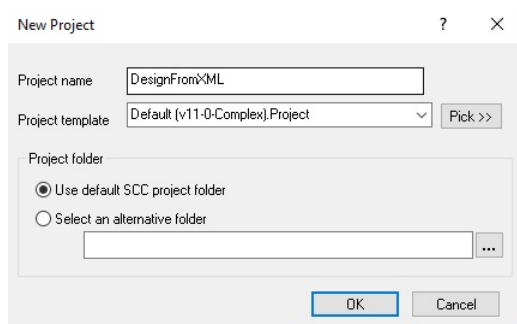 New Project ? ×
Project name DesignFromXML
Project template Default (v11-0-Complex).Project Pick >>
Project folder
Use default SCC project folder
Select an alternative folder
...
OK Cancel